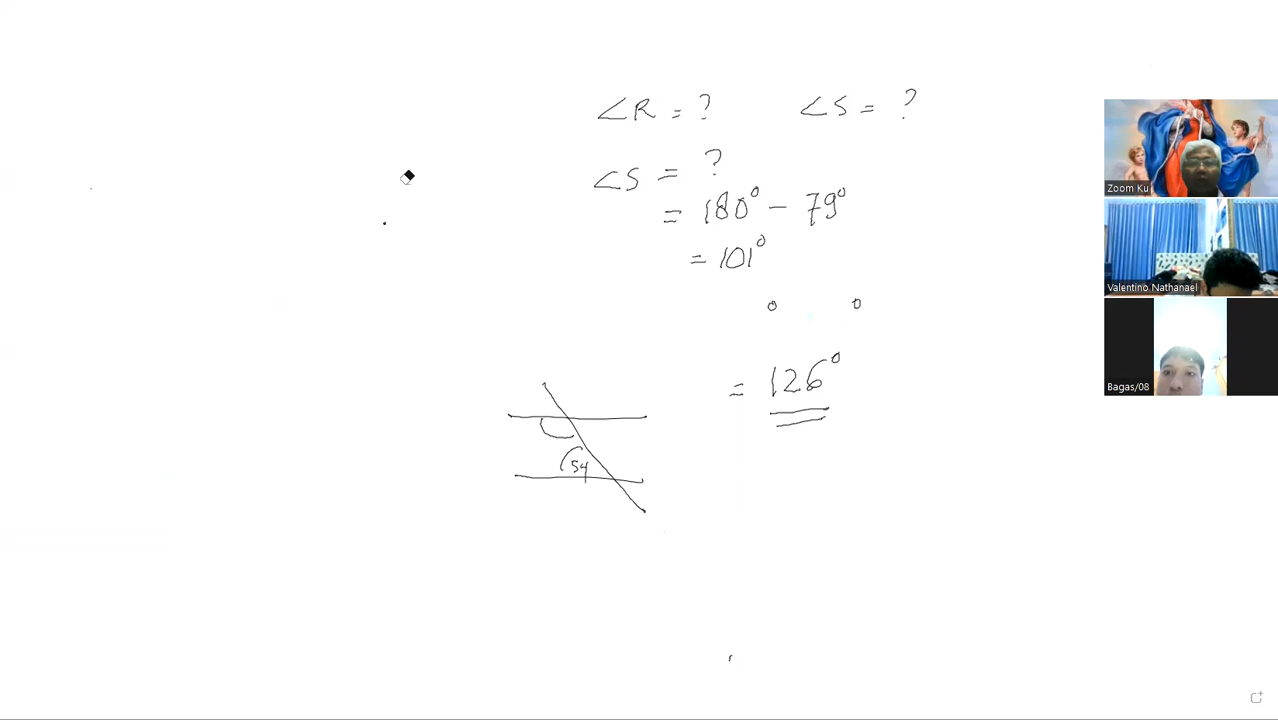 ∠R = ? ∠S = ?
∠S = ?
= 180° - 79°
= 101°
° °
= 126°
54
Zoom Ku
Valentino Nathanael
Bagas/08